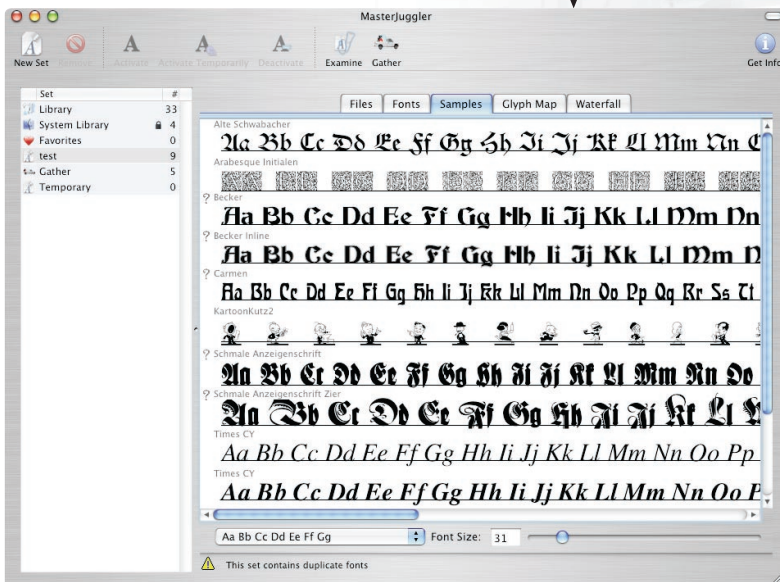 MasterJuggler
New Set Remove Activate Activate Temporarily Deactivate Examine Gather Get Info
Set #
Library 33
System Library 4
Favorites 0
test 9
Gather 5
Temporary 0
Files Fonts Samples Glyph Map Waterfall
Alte Schwabacher
Aa Bb Cc Dd Ee Ff Gg Hh Ii Jj Kk Ll Mm Nn O
Arabesque Initialen
? Becker
Aa Bb Cc Dd Ee Ff Gg Hh Ii Jj Kk Ll Mm Nn
? Becker Inline
Aa Bb Cc Dd Ee Ff Gg Hh Ii Jj Kk Ll Mm
? Carmen
Aa Bb Cc Dd Ee Ff Gg Hh Ii Jj Kk Ll Mm Nn Oo Pp Qq Rr Ss Tt
KartoonKutz2
? Schmale Anzeigenschrift
Aa Bb Cc Dd Ee Ff Gg Hh Ii Jj Kk Ll Mm Nn Oo
? Schmale Anzeigenschrift Zier
Aa Bb Cc Dd Ee Ff Gg Hh Ii Jj Kk Ll
Times CY
Aa Bb Cc Dd Ee Ff Gg Hh Ii Jj Kk Ll Mm Nn Oo Pp
Times CY
Aa Bb Cc Dd Ee Ff Gg Hh Ii Jj Kk Ll Mm Nn Oo P
Aa Bb Cc Dd Ee Ff Gg Font Size: 31
This set contains duplicate fonts